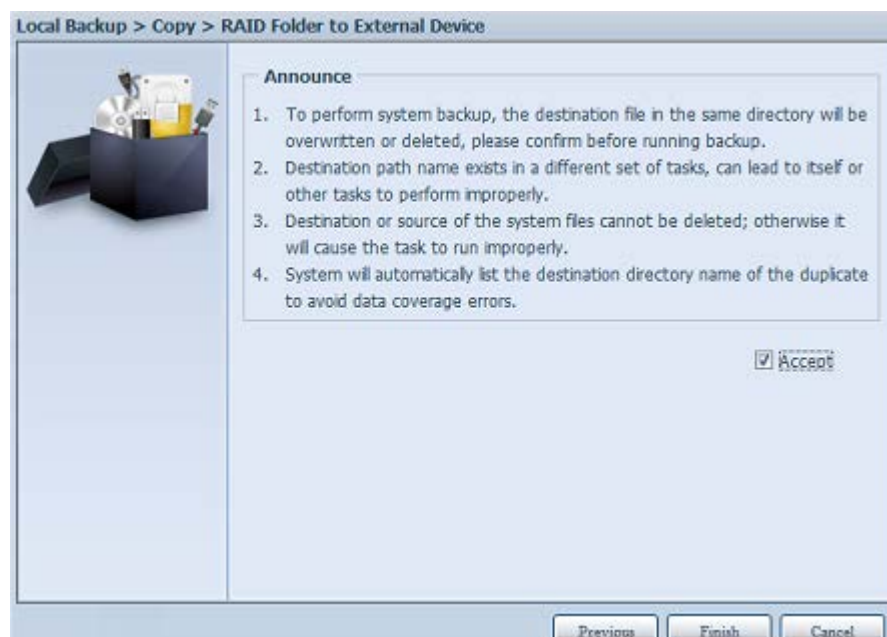 Local Backup > Copy > RAID Folder to External Device
Announce
1. To perform system backup, the destination file in the same directory will be
overwritten or deleted, please confirm before running backup.
2. Destination path name exists in a different set of tasks, can lead to itself or
other tasks to perform improperly.
3. Destination or source of the system files cannot be deleted; otherwise it
will cause the task to run improperly.
4. System will automatically list the destination directory name of the duplicate
to avoid data coverage errors.
Accept
Previous Finish Cancel